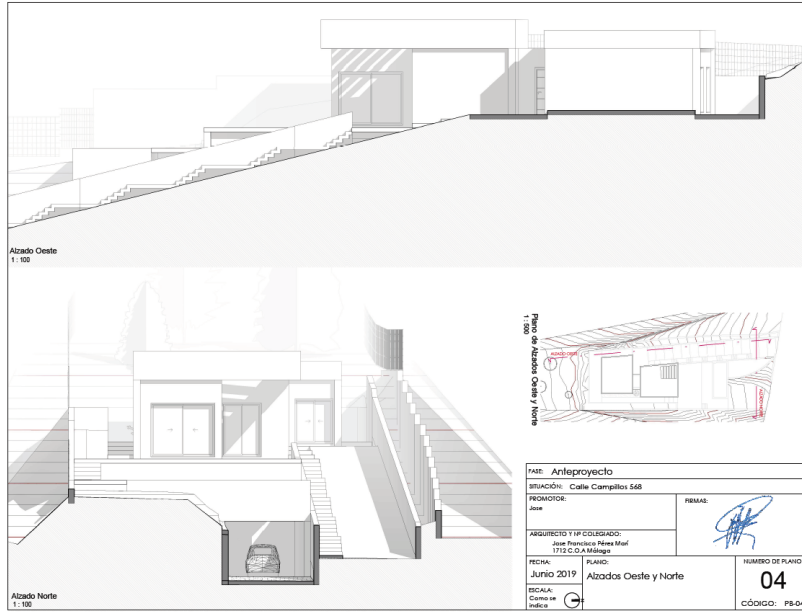 Alzado Oeste
1 : 100
Plano de Alzados Oeste y Norte
1 : 500
ALZADO OESTE
ALZADO NORTE
Alzado Norte
1 : 100
FASE: Anteproyecto
SITUACIÓN: Calle Campillos 568
PROMOTOR:
Jose
FIRMAS:
ARQUITECTO Y Nº COLEGIADO:
Jose Francisco Pérez Marí
1712 C.O.A Málaga
FECHA:
Junio 2019
PLANO:
Alzados Oeste y Norte
NUMERO DE PLANO:
04
ESCALA:
Como se
indica
CÓDIGO: PB-04